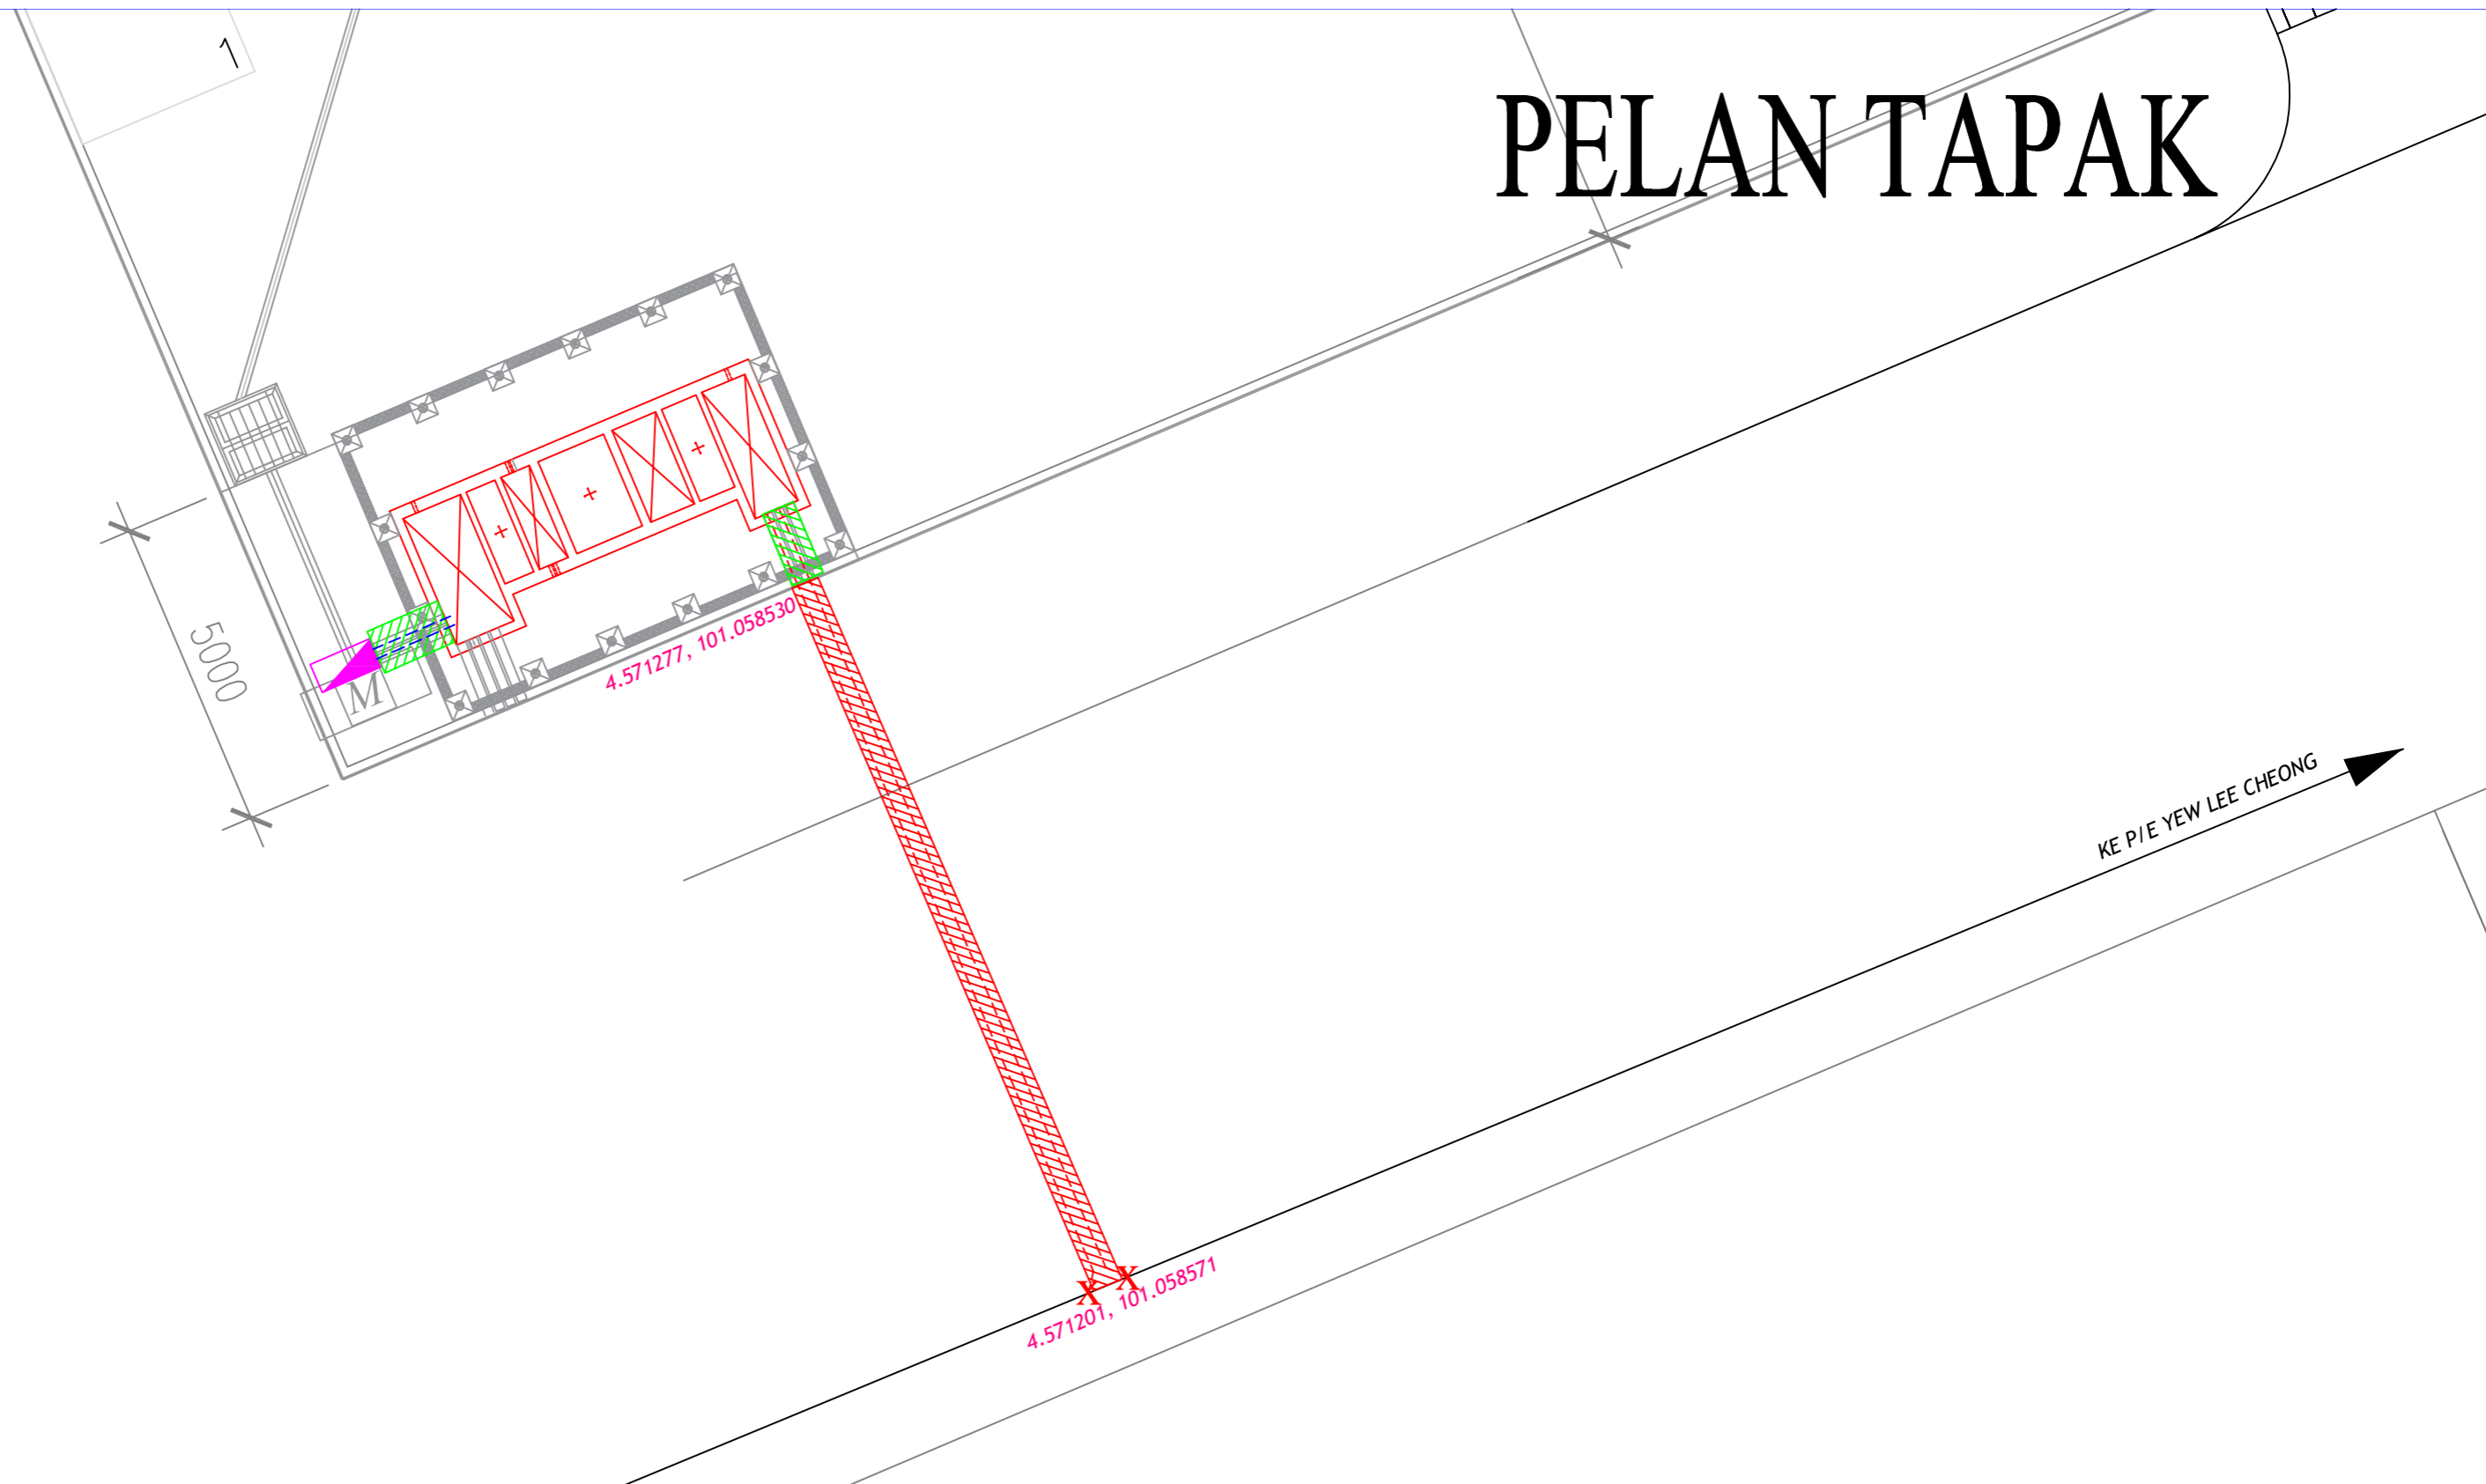 1
PELAN TAPAK
5000
M
4.571277, 101.058530
KE P/E YEW LEE CHEONG
X X
4.571201, 101.058571